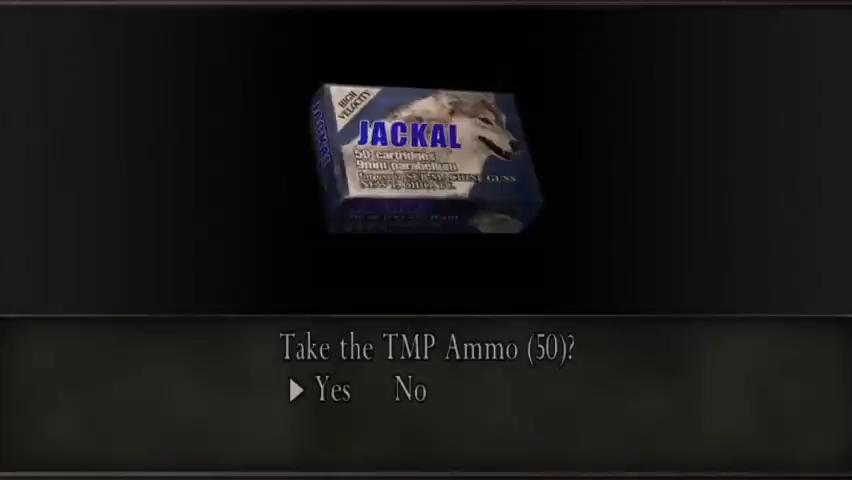 HIGH
VELOCITY
JACKAL
50 cartridges
9mm parabellum
Take the TMP Ammo (50)?
Yes No